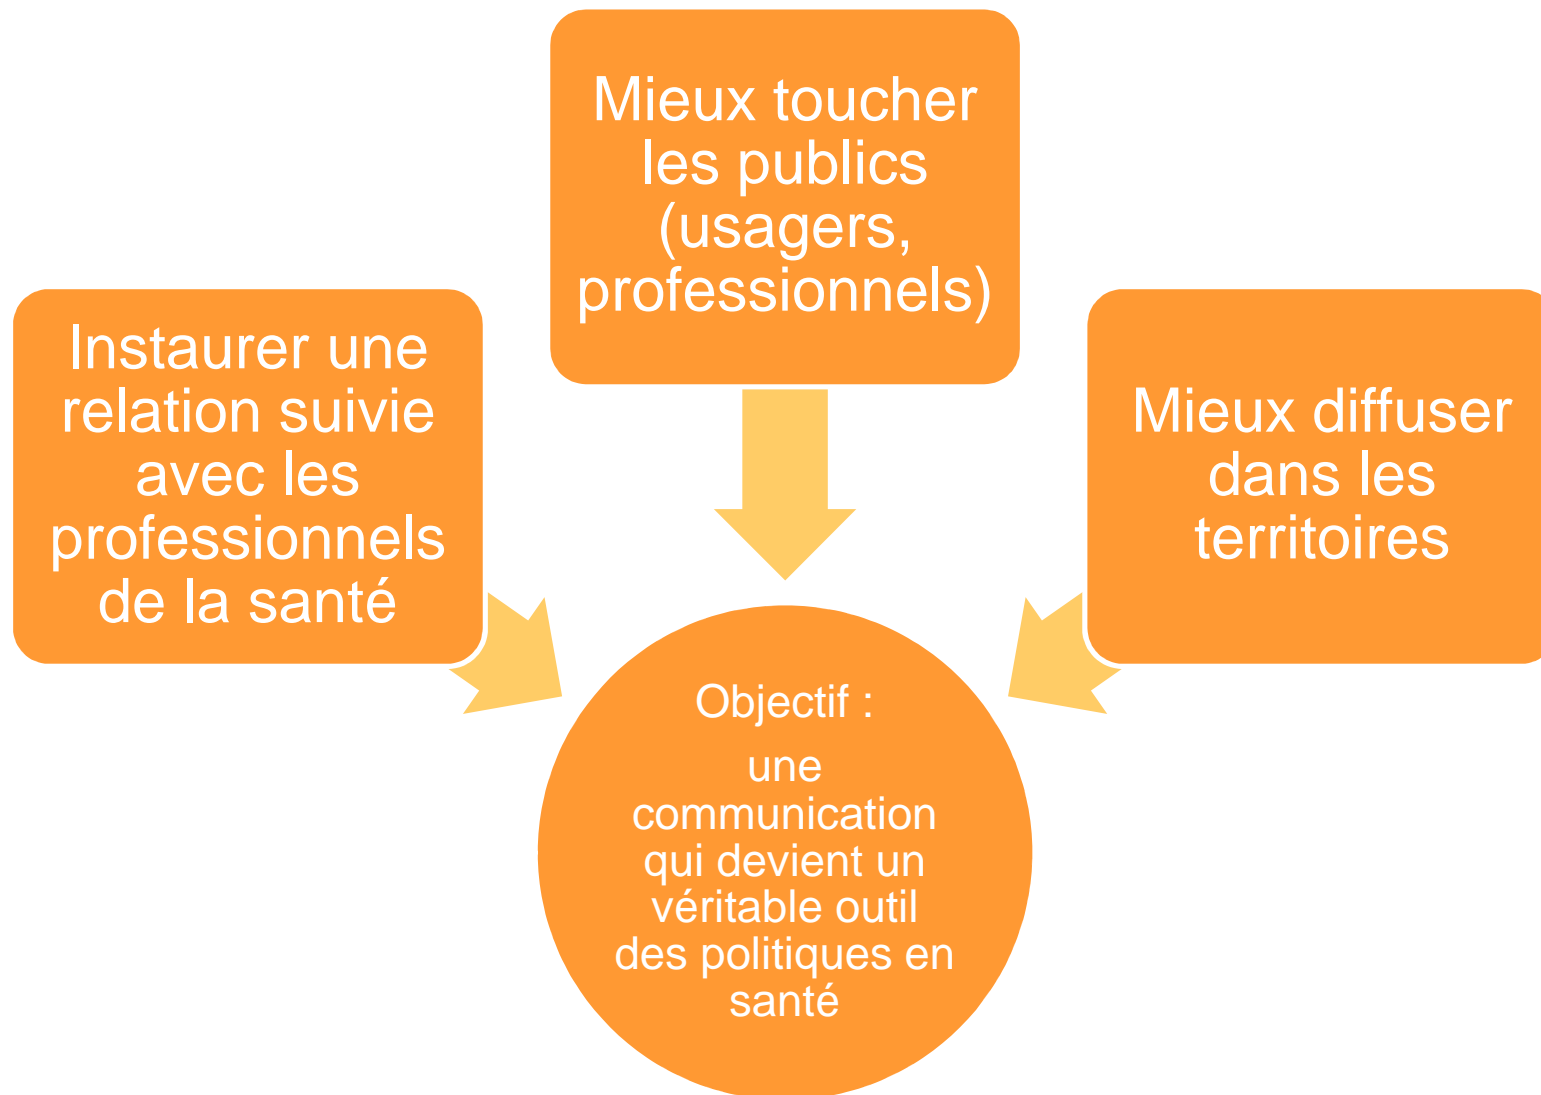 Mieux toucher
les publics
(usagers,
professionnels)
Instaurer une
relation suivie
avec les
professionnels
de la santé
Mieux diffuser
dans les
territoires
Objectif :
une
communication
qui devient un
véritable outil
des politiques en
santé